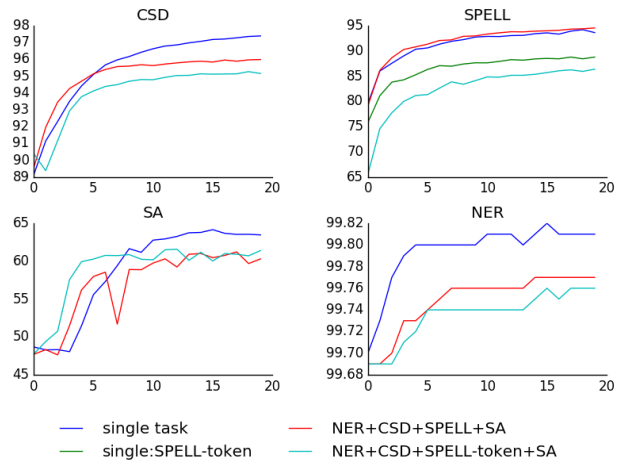 CSD
98
97
96
95
94
93
92
91
90
89
0 5 10 15 20
SPELL
95
90
85
80
75
70
65
0 5 10 15 20
SA
65
60
55
50
45
0 5 10 15 20
NER
99.82
99.80
99.78
99.76
99.74
99.72
99.70
99.68
0 5 10 15 20
single task
single:SPELL-token
NER+CSD+SPELL+SA
NER+CSD+SPELL-token+SA